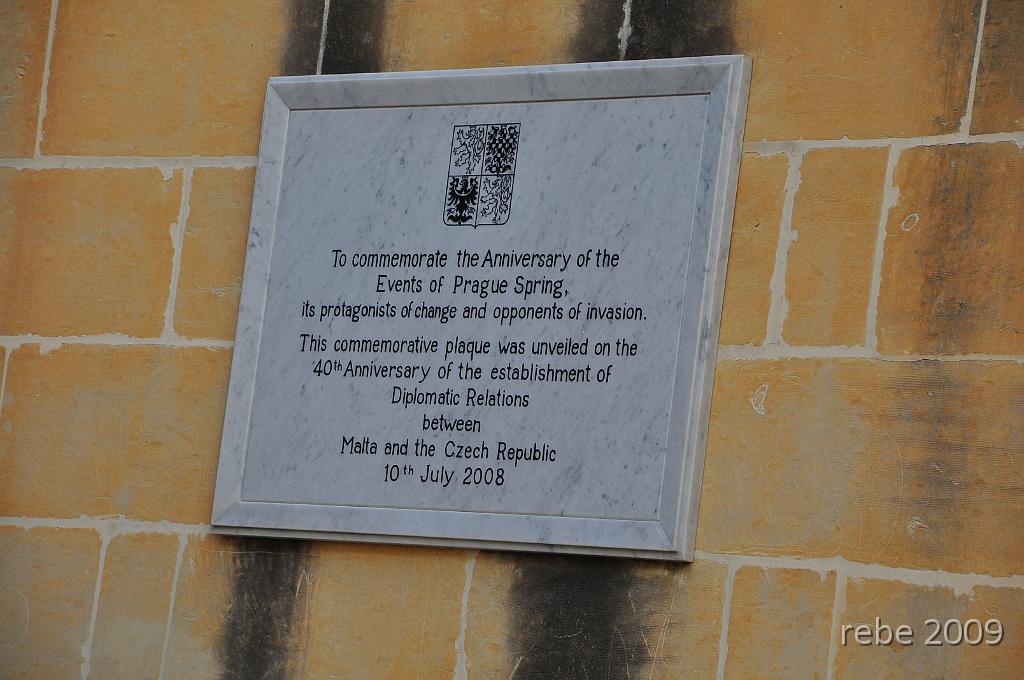 To commemorate the Anniversary of the
Events of Prague Spring,
its protagonists of change and opponents of invasion.
This commemorative plaque was unveiled on the
40th Anniversary of the establishment of
Diplomatic Relations
between
Malta and the Czech Republic
10th July 2008
rebe 2009